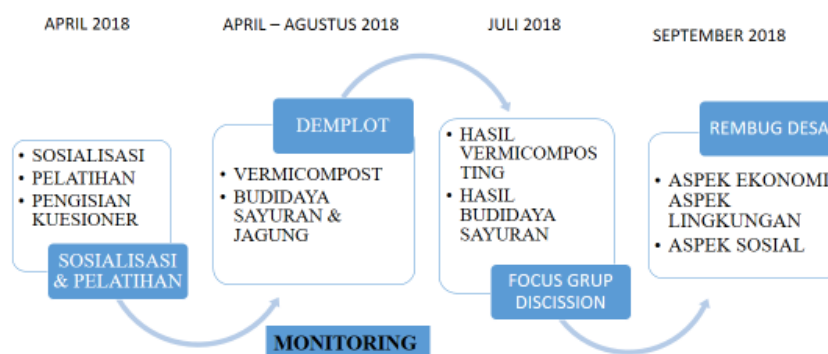 APRIL 2018
APRIL – AGUSTUS 2018
JULI 2018
SEPTEMBER 2018
• SOSIALISASI
• PELATIHAN
• PENGISIAN
KUESIONER
SOSIALISASI
& PELATIHAN
DEMPLOT
• VERMICOMPOST
• BUDIDAYA
SAYURAN &
JAGUNG
• HASIL
VERMICOMPOS
TING
• HASIL
BUDIDAYA
SAYURAN
FOCUS GRUP
DISCISSION
REMBUG DESA
• ASPEK EKONOMI
ASPEK
LINGKUNGAN
• ASPEK SOSIAL
MONITORING